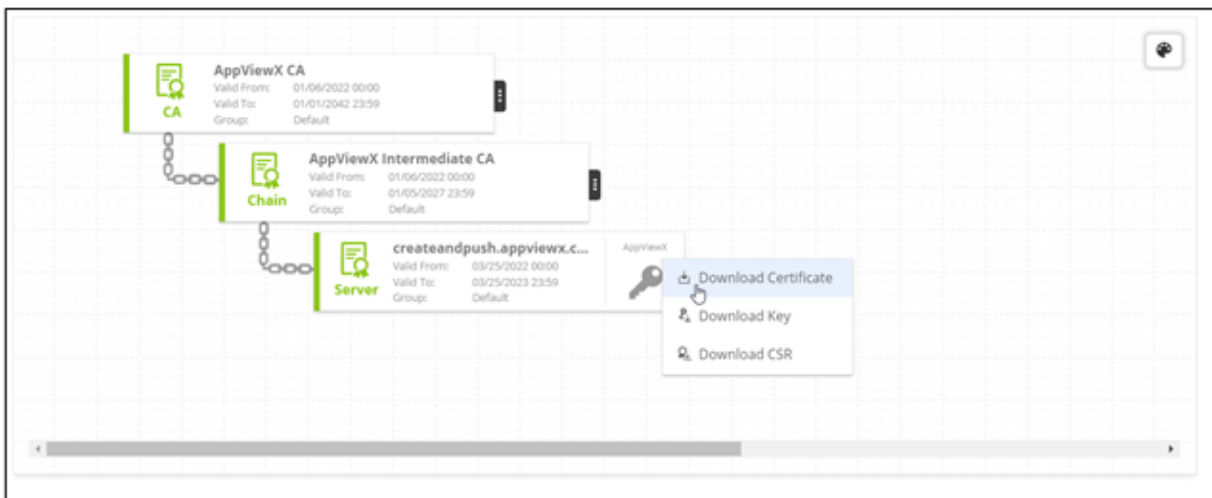 AppViewX CA
Valid From: 01/06/2022 00:00
Valid To: 01/01/2042 23:59
Group: Default
CA
AppViewX Intermediate CA
Valid From: 01/06/2022 00:00
Valid To: 01/05/2027 23:59
Group: Default
Chain
createandpush.appviewx.c...
Valid From: 03/25/2022 00:00
Valid To: 03/25/2023 23:59
Group: Default
Server
AppViewX
Download Certificate
Download Key
Download CSR